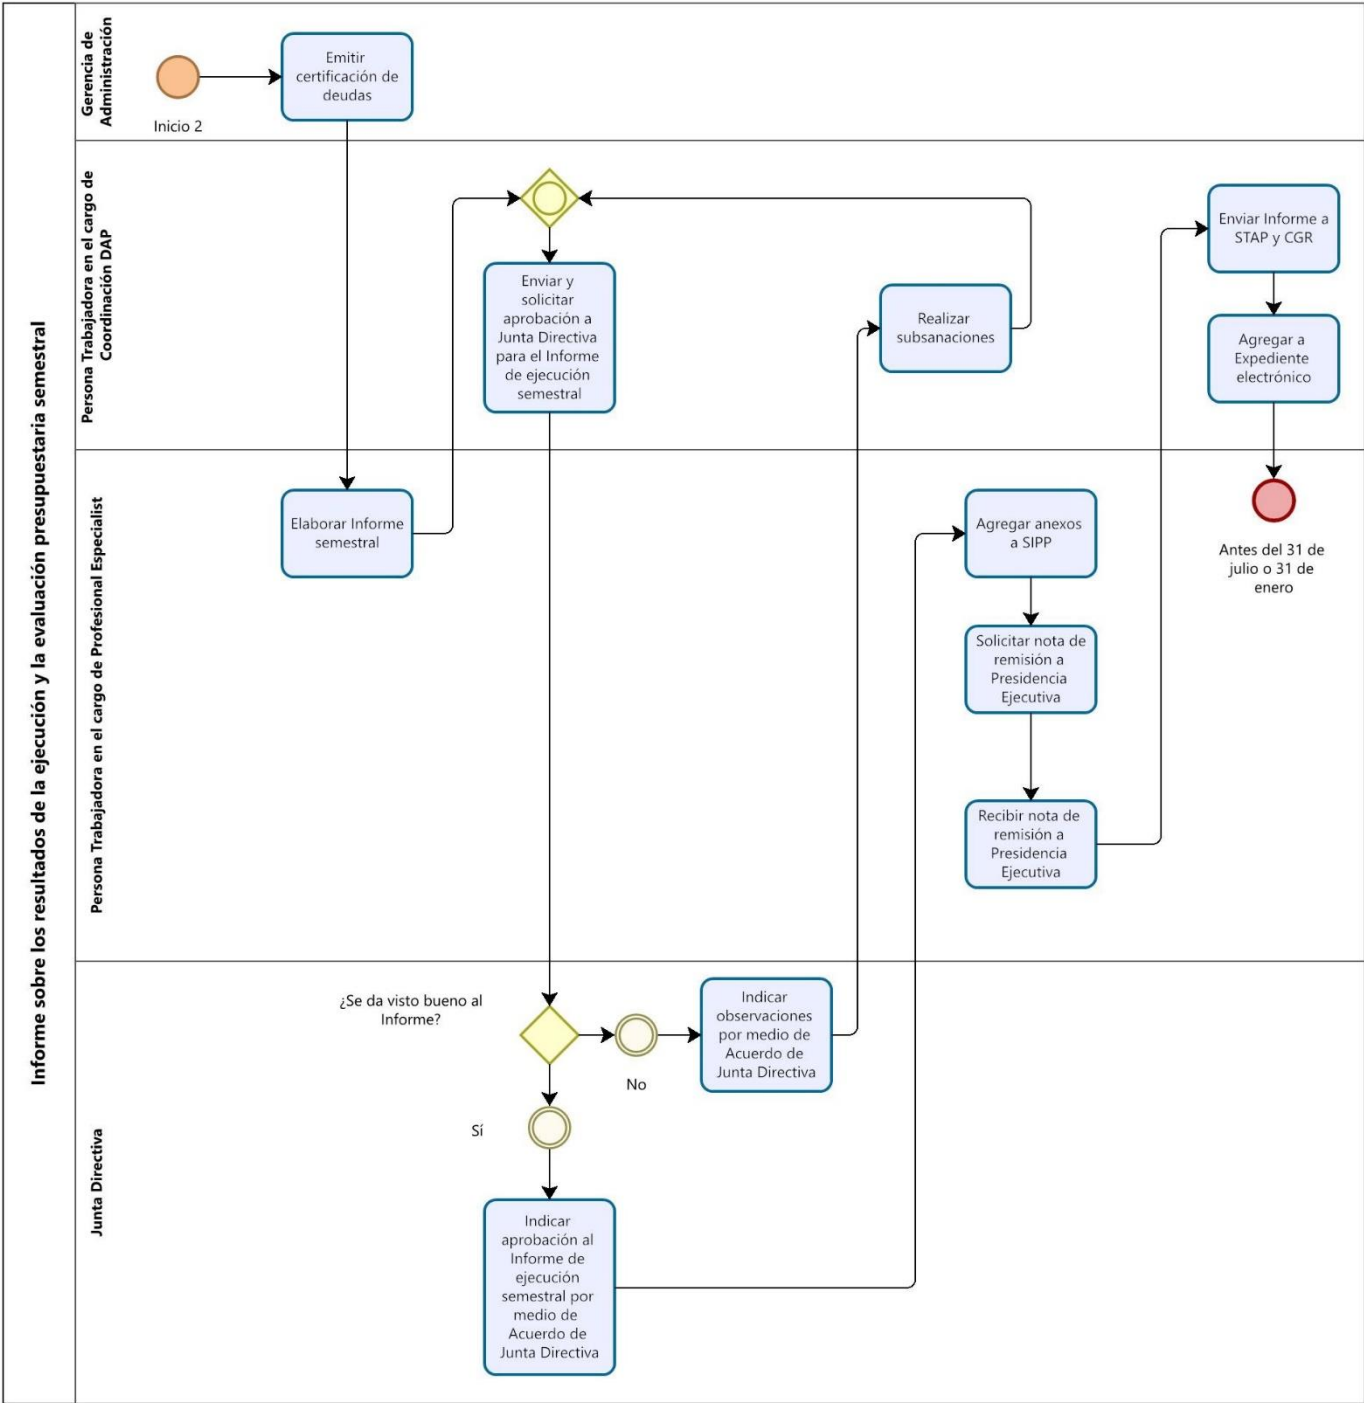 Informe sobre los resultados de la ejecución y la evaluación presupuestaria semestral
Gerencia de
Administración
Inicio 2
Emitir
certificación de
deudas
Persona Trabajadora en el cargo de
Coordinación DAP
Enviar y
solicitar
aprobación a
Junta Directiva
para el Informe
de ejecución
semestral
Realizar
subsanaciones
Enviar Informe a
STAP y CGR
Agregar a
Expediente
electrónico
Persona Trabajadora en el cargo de Profesional Especialist
Elaborar Informe
semestral
Agregar anexos
a SIPP
Solicitar nota de
remisión a
Presidencia
Ejecutiva
Recibir nota de
remisión a
Presidencia
Ejecutiva
Antes del 31 de
julio o 31 de
enero
Junta Directiva
¿Se da visto bueno al
Informe?
No
Indicar
observaciones
por medio de
Acuerdo de
Junta Directiva
Sí
Indicar
aprobación al
Informe de
ejecución
semestral por
medio de
Acuerdo de
Junta Directiva